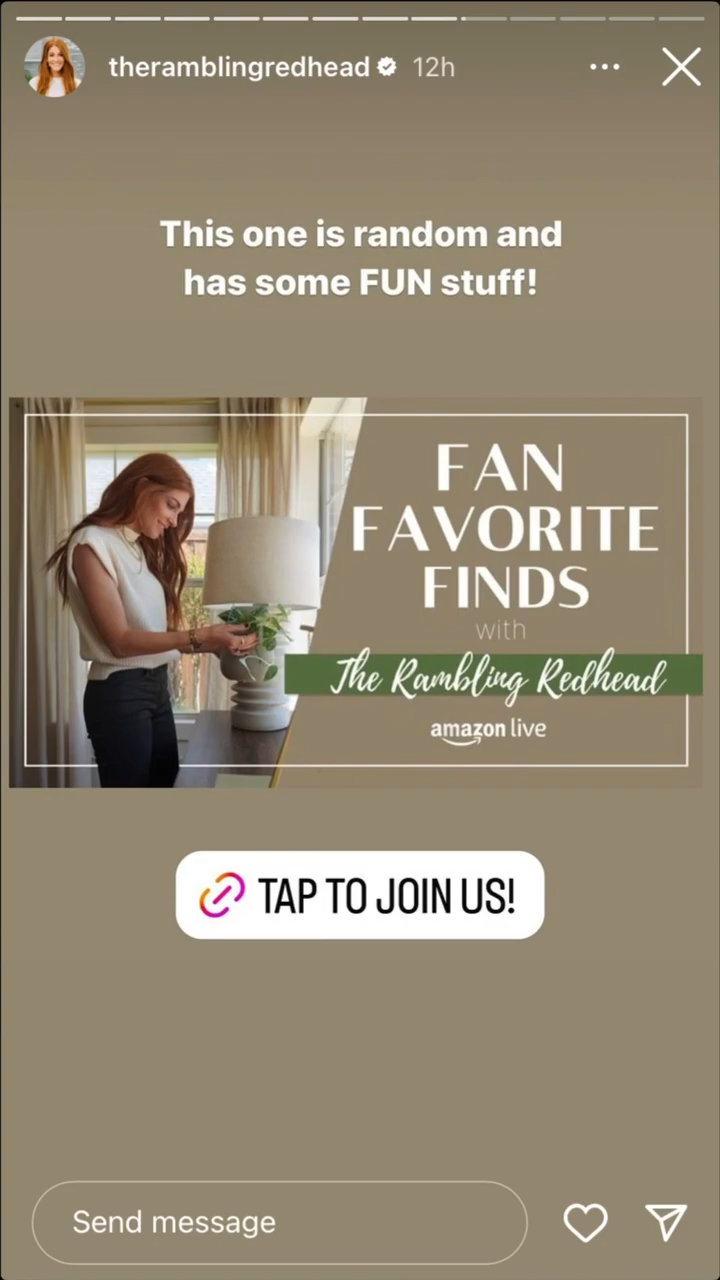 theramblingredhead 12h
This one is random and
has some FUN stuff!
FAN
FAVORITE
FINDS
with
The Rambling Redhead
amazon live
TAP TO JOIN US!
Send message